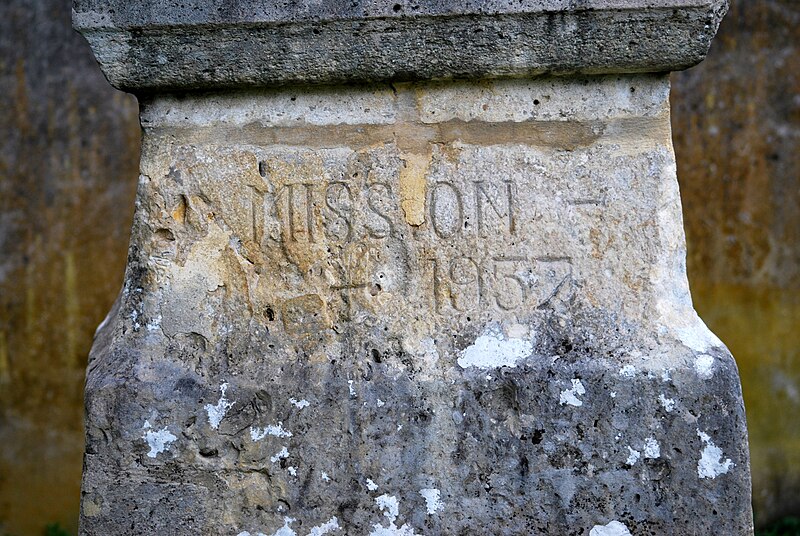 MISSION -
+ 1957